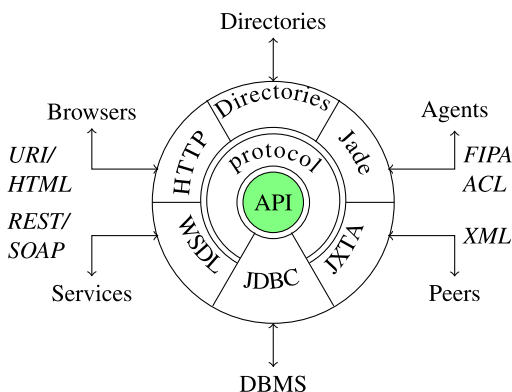 Directories
Browsers
Agents
URI/
HTML
FIPA
ACL
Directories
HTTP
Jade
protocol
API
REST/
SOAP
WSDL
JDBC
JXTA
XML
Services
Peers
DBMS